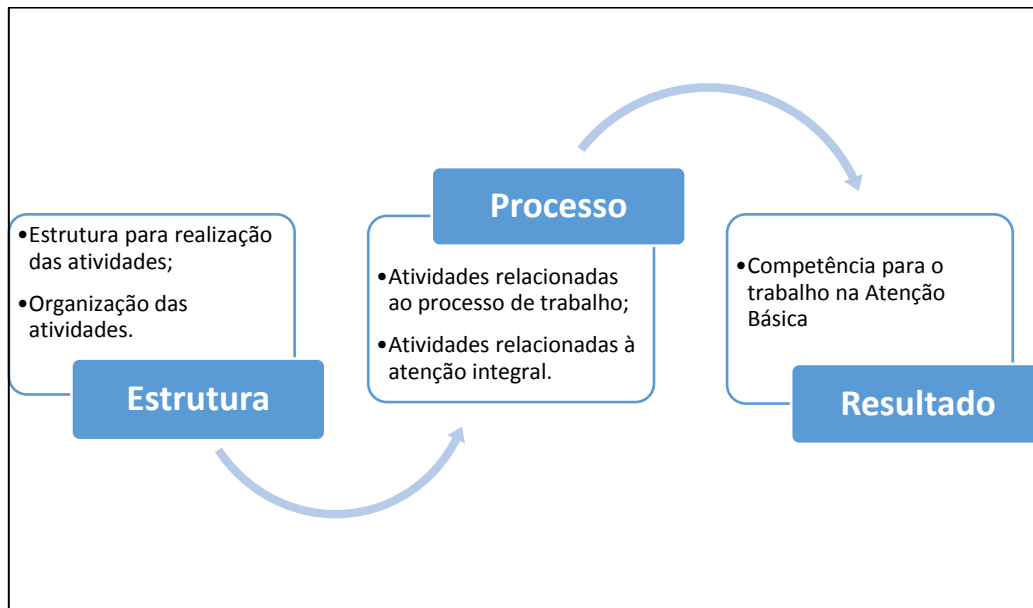 •Estrutura para realização
das atividades;
•Organização das
atividades.
Estrutura
Processo
•Atividades relacionadas
ao processo de trabalho;
•Atividades relacionadas à
atenção integral.
•Competência para o
trabalho na Atenção
Básica
Resultado